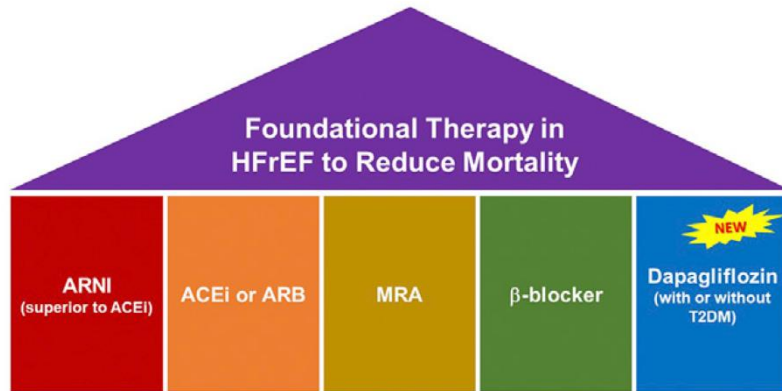 Foundational Therapy in
HFrEF to Reduce Mortality
ARNI
(superior to ACEi)
ACEi or ARB
MRA
β-blocker
NEW
Dapagliflozin
(with or without
T2DM)